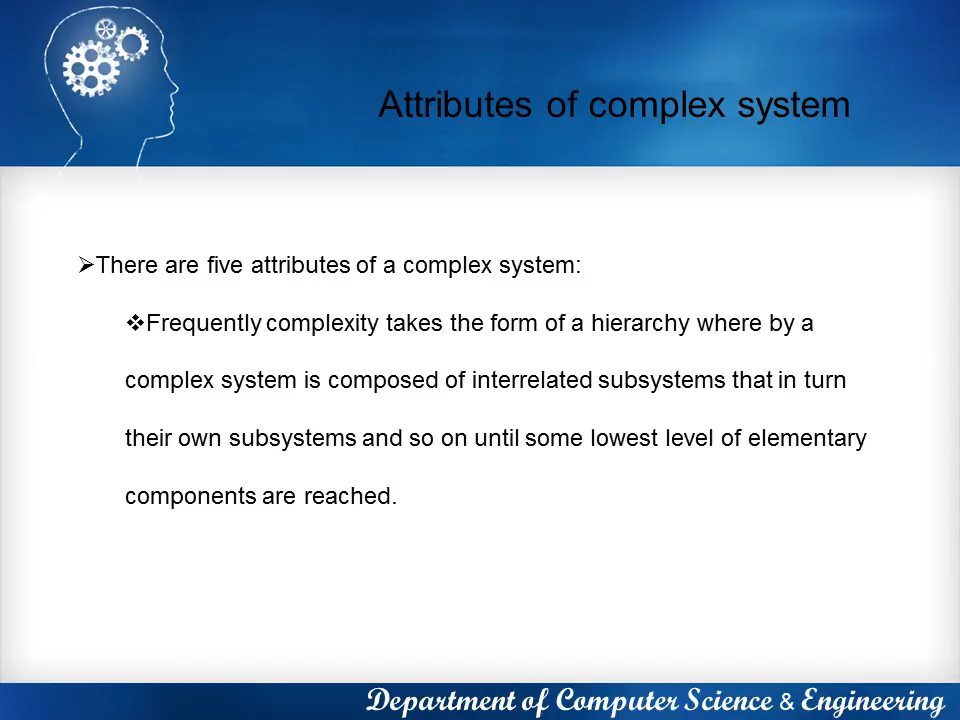 Attributes of complex system
➢There are five attributes of a complex system:
❖Frequently complexity takes the form of a hierarchy where by a
complex system is composed of interrelated subsystems that in turn
their own subsystems and so on until some lowest level of elementary
components are reached.
Department of Computer Science & Engineering